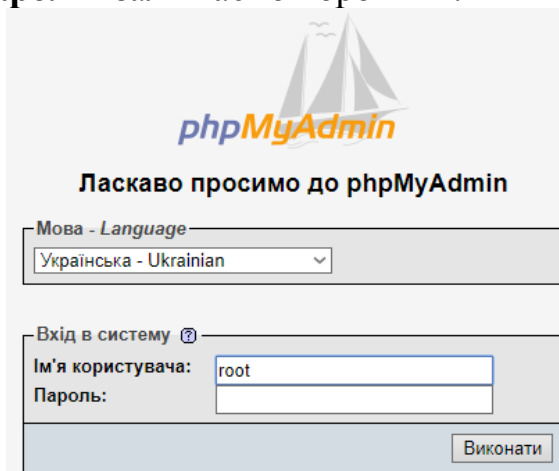 phpMyAdmin
Ласкаво просимо до phpMyAdmin
Мова - Language
Українська - Ukrainian
Вхід в систему
Ім'я користувача: root
Пароль:
Виконати